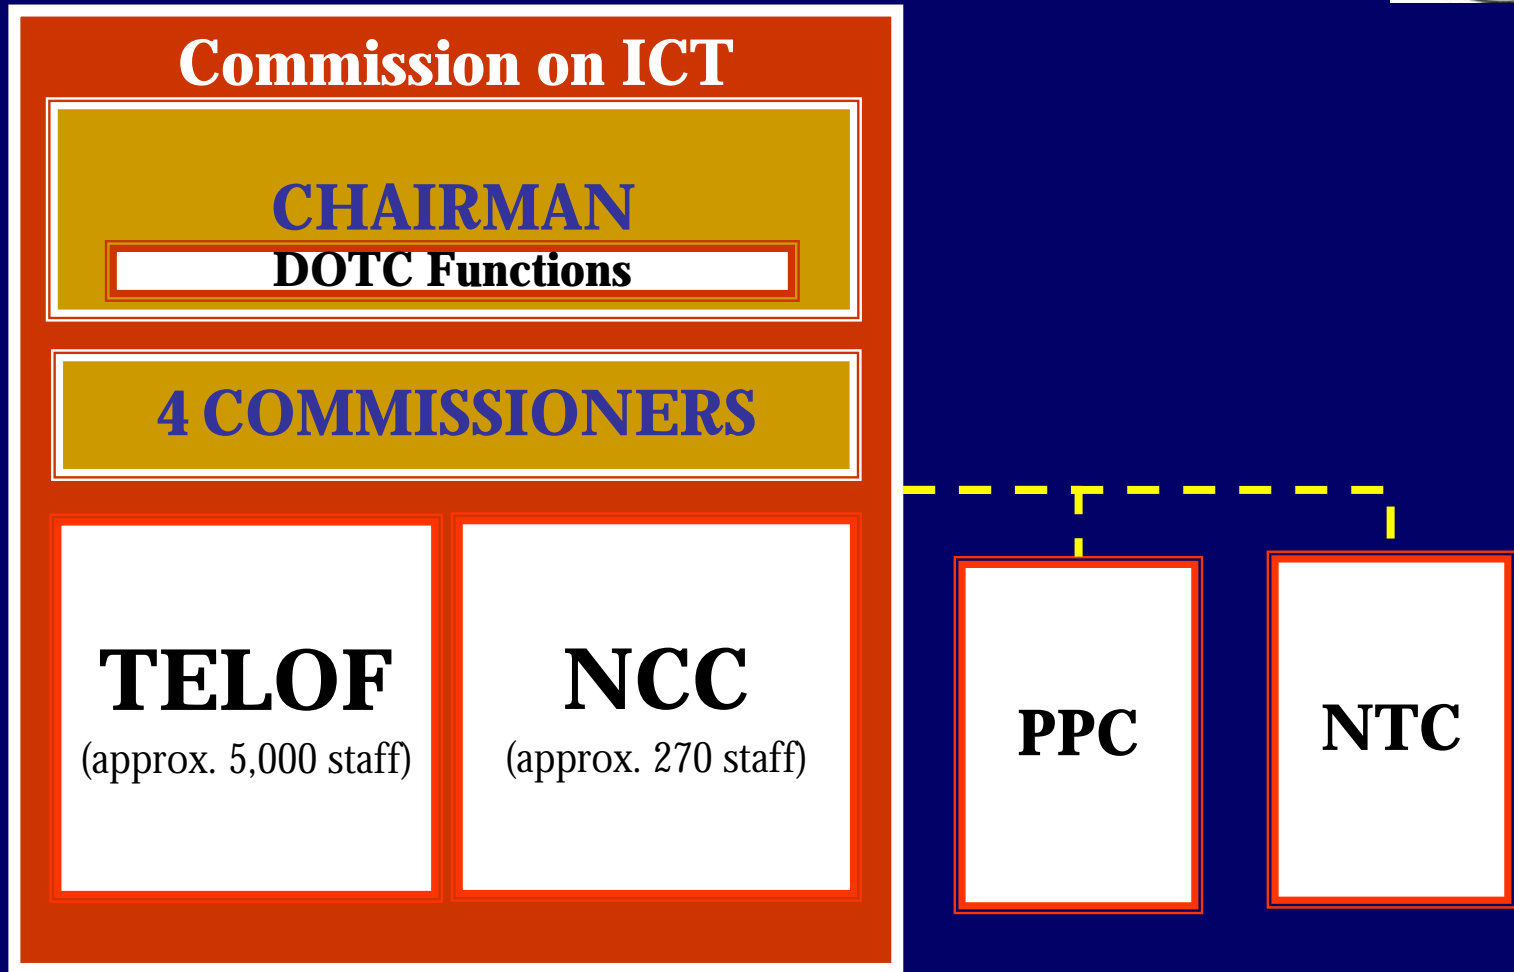 Commission on ICT
CHAIRMAN
DOTC Functions
4 COMMISSIONERS
TELOF
(approx. 5,000 staff)
NCC
(approx. 270 staff)
PPC
NTC